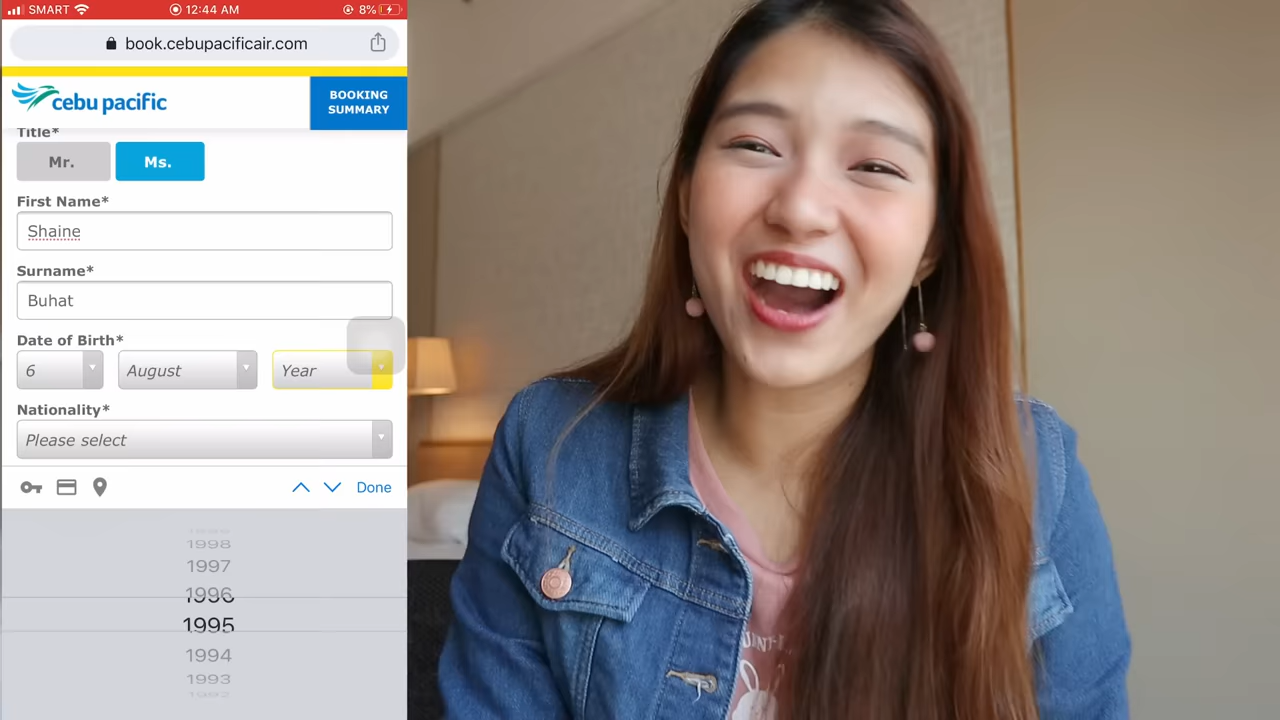 SMART 12:44 AM 8%
book.cebupacificair.com
cebu pacific
BOOKING
SUMMARY
Title*
Mr. Ms.
First Name*
Shaine
Surname*
Buhat
Date of Birth*
6 August Year
Nationality*
Please select
Done
1998
1997
1996
1995
1994
1993
1992